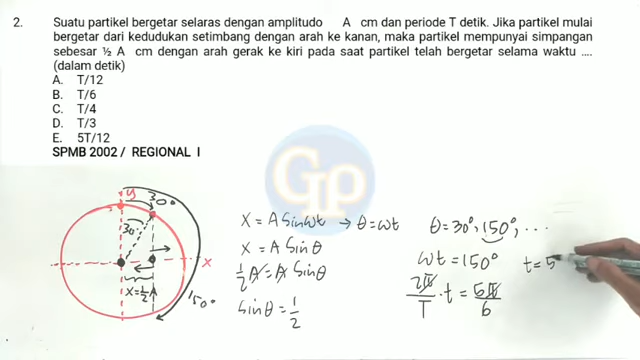 2. Suatu partikel bergetar selaras dengan amplitudo A cm dan periode T detik. Jika partikel mulai
bergetar dari kedudukan setimbang dengan arah ke kanan, maka partikel mempunyai simpangan
sebesar ½ A cm dengan arah gerak ke kiri pada saat partikel telah bergetar selama waktu ....
(dalam detik)
A. T/12
B. T/6
C. T/4
D. T/3
E. 5T/12
SPMB 2002 / REGIONAL I
Gp
y
30°
30°
x
x=½A
150°
x = A Sin ωt → θ = ωt
x = A Sin θ
½A = A Sin θ
Sin θ = ½
θ = 30°, 150°, ...
ωt = 150°
2π/T · t = 5π/6
t = 5